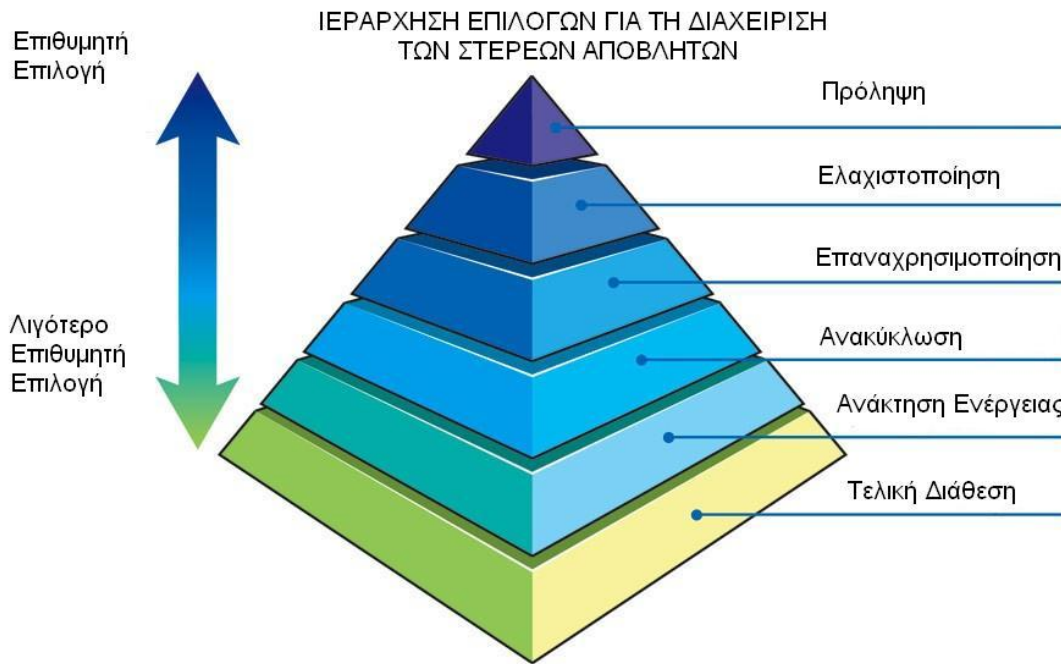 ΙΕΡΑΡΧΗΣΗ ΕΠΙΛΟΓΩΝ ΓΙΑ ΤΗ ΔΙΑΧΕΙΡΙΣΗ
ΤΩΝ ΣΤΕΡΕΩΝ ΑΠΟΒΛΗΤΩΝ
Επιθυμητή
Επιλογή
Πρόληψη
Ελαχιστοποίηση
Επαναχρησιμοποίηση
Λιγότερο
Επιθυμητή
Επιλογή
Ανακύκλωση
Ανάκτηση Ενέργειας
Τελική Διάθεση